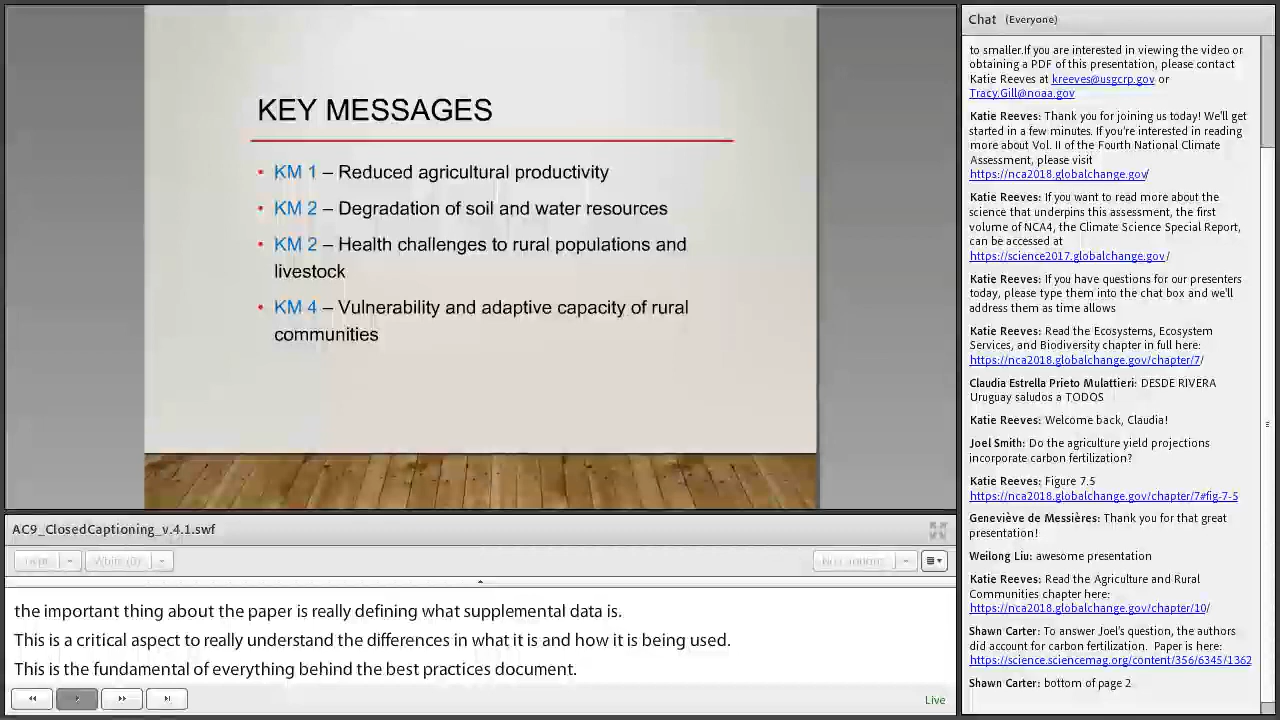 KEY MESSAGES
• KM 1 – Reduced agricultural productivity
• KM 2 – Degradation of soil and water resources
• KM 2 – Health challenges to rural populations and
livestock
• KM 4 – Vulnerability and adaptive capacity of rural
communities
AC9_ClosedCaptioning_v.4.1.swf
White (0)
the important thing about the paper is really defining what supplemental data is.
This is a critical aspect to really understand the differences in what it is and how it is being used.
This is the fundamental of everything behind the best practices document.
Live
Chat (Everyone)
to smaller.If you are interested in viewing the video or
obtaining a PDF of this presentation, please contact
Katie Reeves at kreeves@usgcrp.gov or
Tracy.Gill@noaa.gov
Katie Reeves: Thank you for joining us today! We'll get
started in a few minutes. If you're interested in reading
more about Vol. II of the Fourth National Climate
Assessment, please visit
https://nca2018.globalchange.gov/
Katie Reeves: If you want to read more about the
science that underpins this assessment, the first
volume of NCA4, the Climate Science Special Report,
can be accessed at
https://science2017.globalchange.gov/
Katie Reeves: If you have questions for our presenters
today, please type them into the chat box and we'll
address them as time allows
Katie Reeves: Read the Ecosystems, Ecosystem
Services, and Biodiversity chapter in full here:
https://nca2018.globalchange.gov/chapter/7/
Claudia Estrella Prieto Mulattieri: DESDE RIVERA
Uruguay saludos a TODOS
Katie Reeves: Welcome back, Claudia!
Joel Smith: Do the agriculture yield projections
incorporate carbon fertilization?
Katie Reeves: Figure 7.5
https://nca2018.globalchange.gov/chapter/7#fig-7-5
Geneviève de Messières: Thank you for that great
presentation!
Weilong Liu: awesome presentation
Katie Reeves: Read the Agriculture and Rural
Communities chapter here:
https://nca2018.globalchange.gov/chapter/10/
Shawn Carter: To answer Joel's question, the authors
did account for carbon fertilization. Paper is here:
https://science.sciencemag.org/content/356/6345/1362
Shawn Carter: bottom of page 2